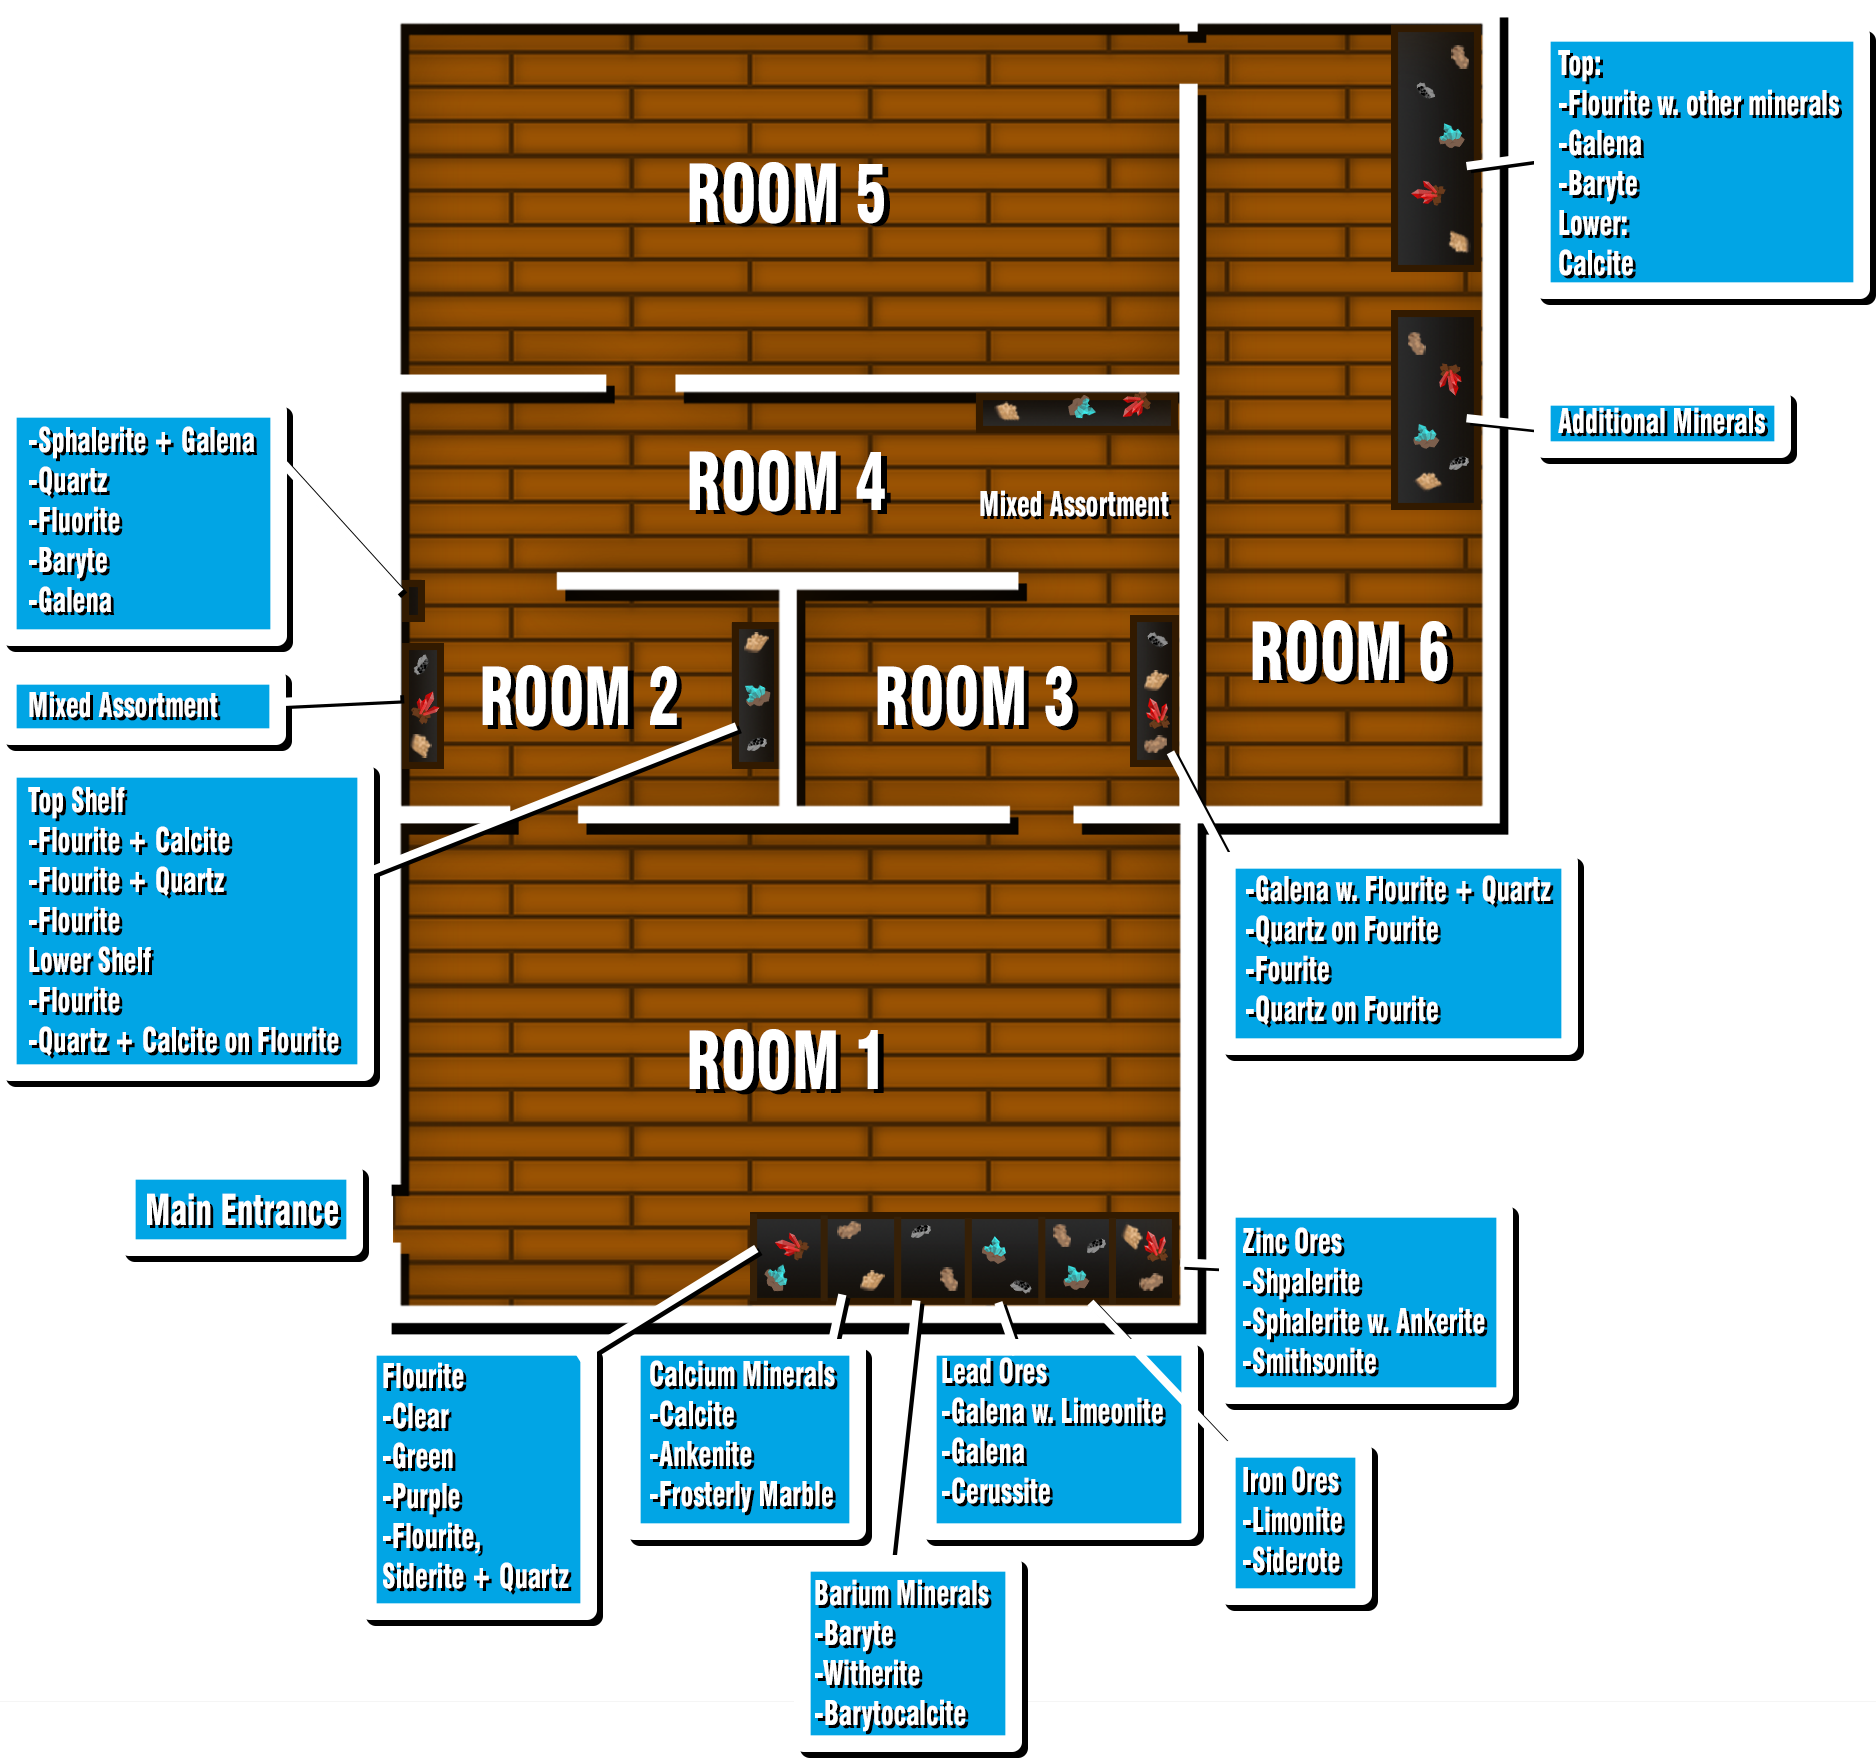 ROOM 5
Top:
-Flourite w. other minerals
-Galena
-Baryte
Lower:
Calcite
Additional Minerals
ROOM 4
Mixed Assortment
-Sphalerite + Galena
-Quartz
-Fluorite
-Baryte
-Galena
Mixed Assortment
ROOM 2
ROOM 3
ROOM 6
Top Shelf
-Flourite + Calcite
-Flourite + Quartz
-Flourite
Lower Shelf
-Flourite
-Quartz + Calcite on Flourite
-Galena w. Flourite + Quartz
-Quartz on Fourite
-Fourite
-Quartz on Fourite
ROOM 1
Main Entrance
Zinc Ores
-Shpalerite
-Sphalerite w. Ankerite
-Smithsonite
Flourite
-Clear
-Green
-Purple
-Flourite,
Siderite + Quartz
Calcium Minerals
-Calcite
-Ankenite
-Frosterly Marble
Lead Ores
-Galena w. Limeonite
-Galena
-Cerussite
Iron Ores
-Limonite
-Siderote
Barium Minerals
-Baryte
-Witherite
-Barytocalcite